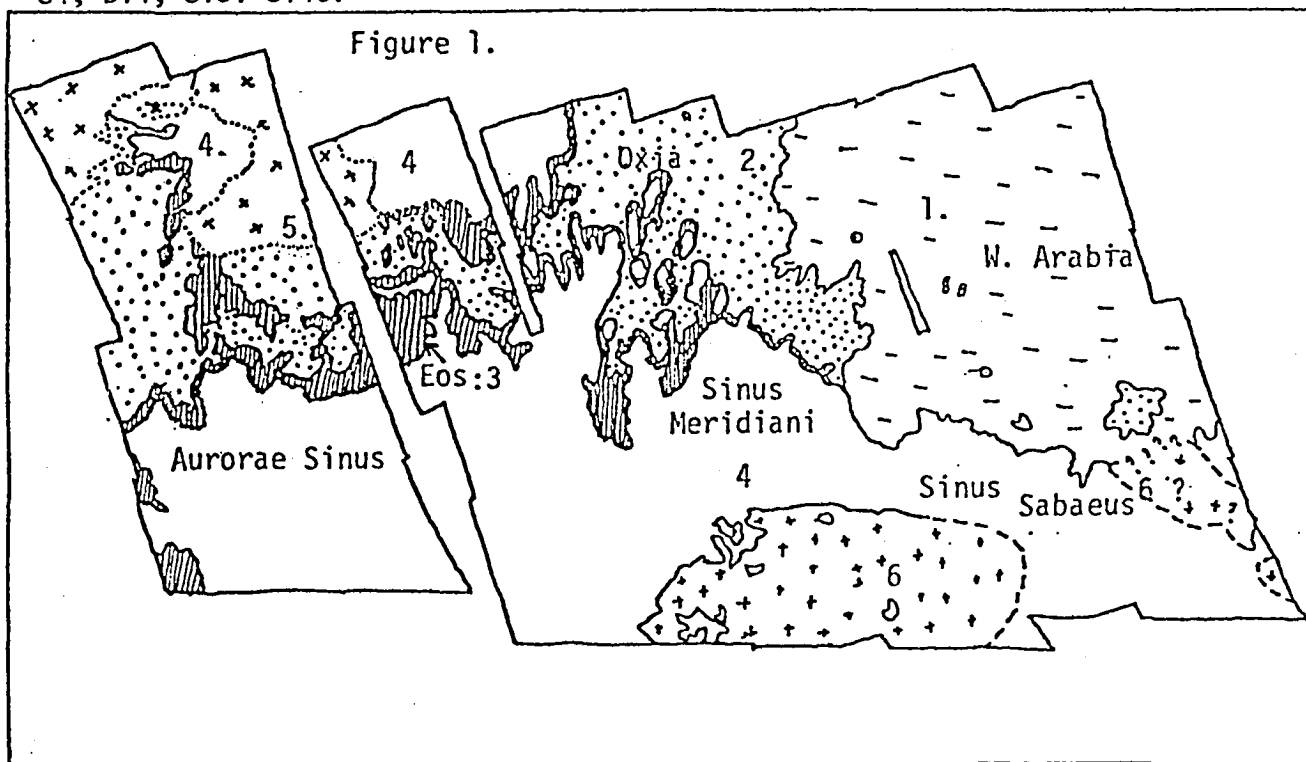 Figure 1.
4.
4
Oxia
2.
1.
5
W. Arabia
Eos:3
Sinus
Meridiani
Aurorae Sinus
4
Sinus
Sabaeus
6 ?
6